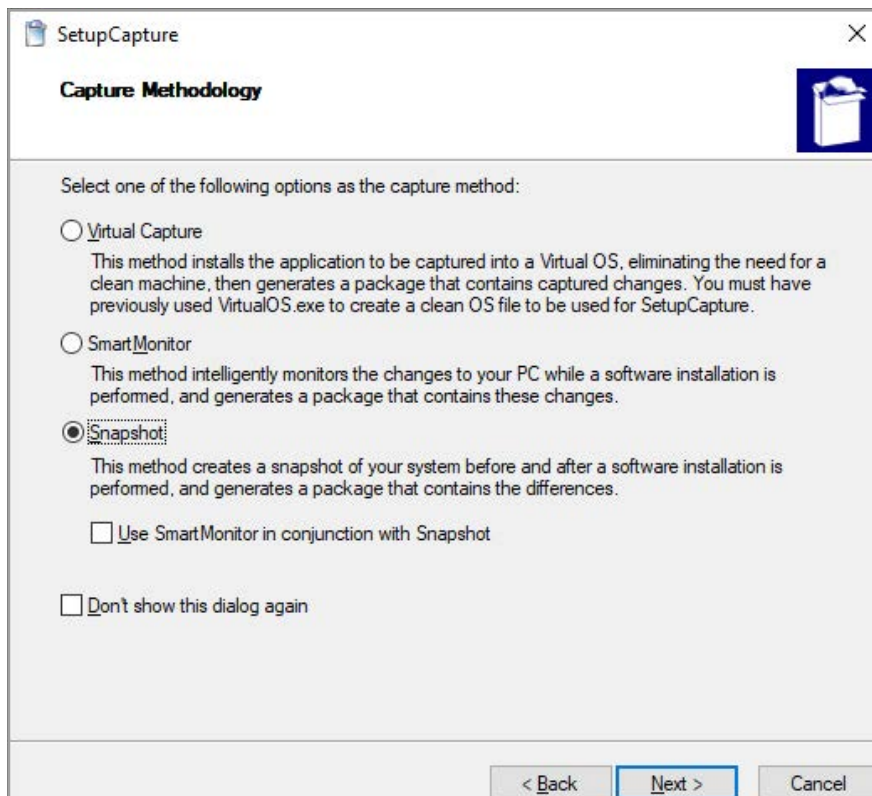 SetupCapture
Capture Methodology
Select one of the following options as the capture method:
Virtual Capture
This method installs the application to be captured into a Virtual OS, eliminating the need for a
clean machine, then generates a package that contains captured changes. You must have
previously used VirtualOS.exe to create a clean OS file to be used for SetupCapture.
SmartMonitor
This method intelligently monitors the changes to your PC while a software installation is
performed, and generates a package that contains these changes.
Snapshot
This method creates a snapshot of your system before and after a software installation is
performed, and generates a package that contains the differences.
Use SmartMonitor in conjunction with Snapshot
Don't show this dialog again
< Back Next > Cancel